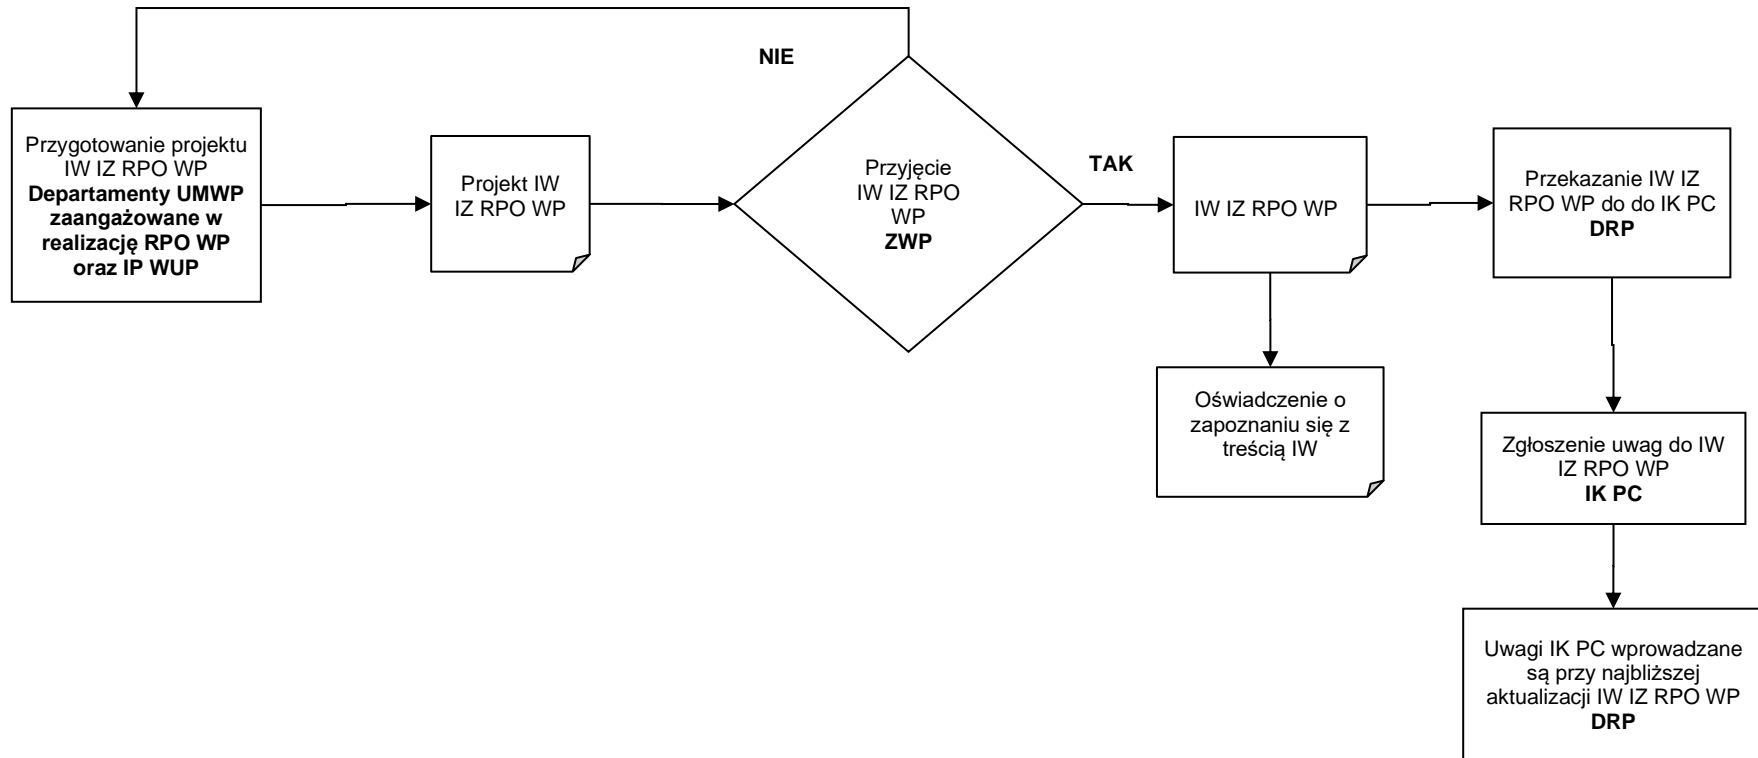 NIE
Przygotowanie projektu
IW IZ RPO WP
Departamenty UMWP
zaangażowane w
realizację RPO WP
oraz IP WUP
Projekt IW
IZ RPO WP
Przyjęcie
IW IZ RPO
WP
ZWP
TAK
IW IZ RPO WP
Przekazanie IW IZ
RPO WP do do IK PC
DRP
Oświadczenie o
zapoznaniu się z
treścią IW
Zgłoszenie uwag do IW
IZ RPO WP
IK PC
Uwagi IK PC wprowadzane
są przy najbliższej
aktualizacji IW IZ RPO WP
DRP